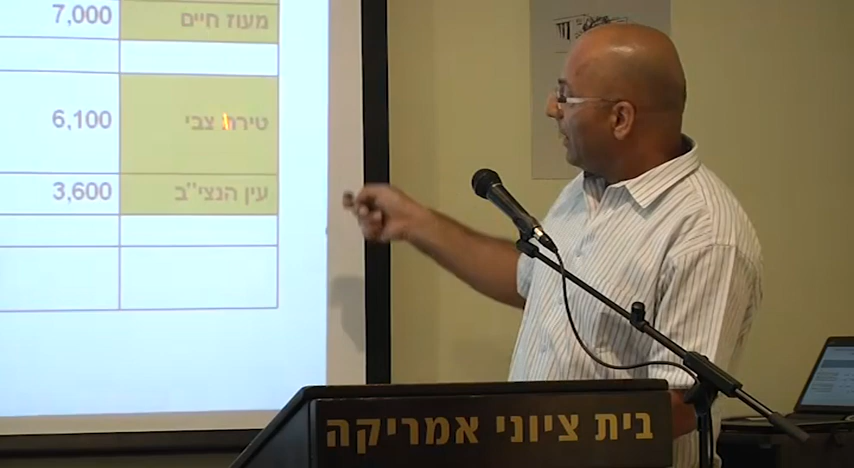 מעוז חיים 7,000
טירת צבי 6,100
עין הנצי"ב 3,600
בית ציוני אמריקה